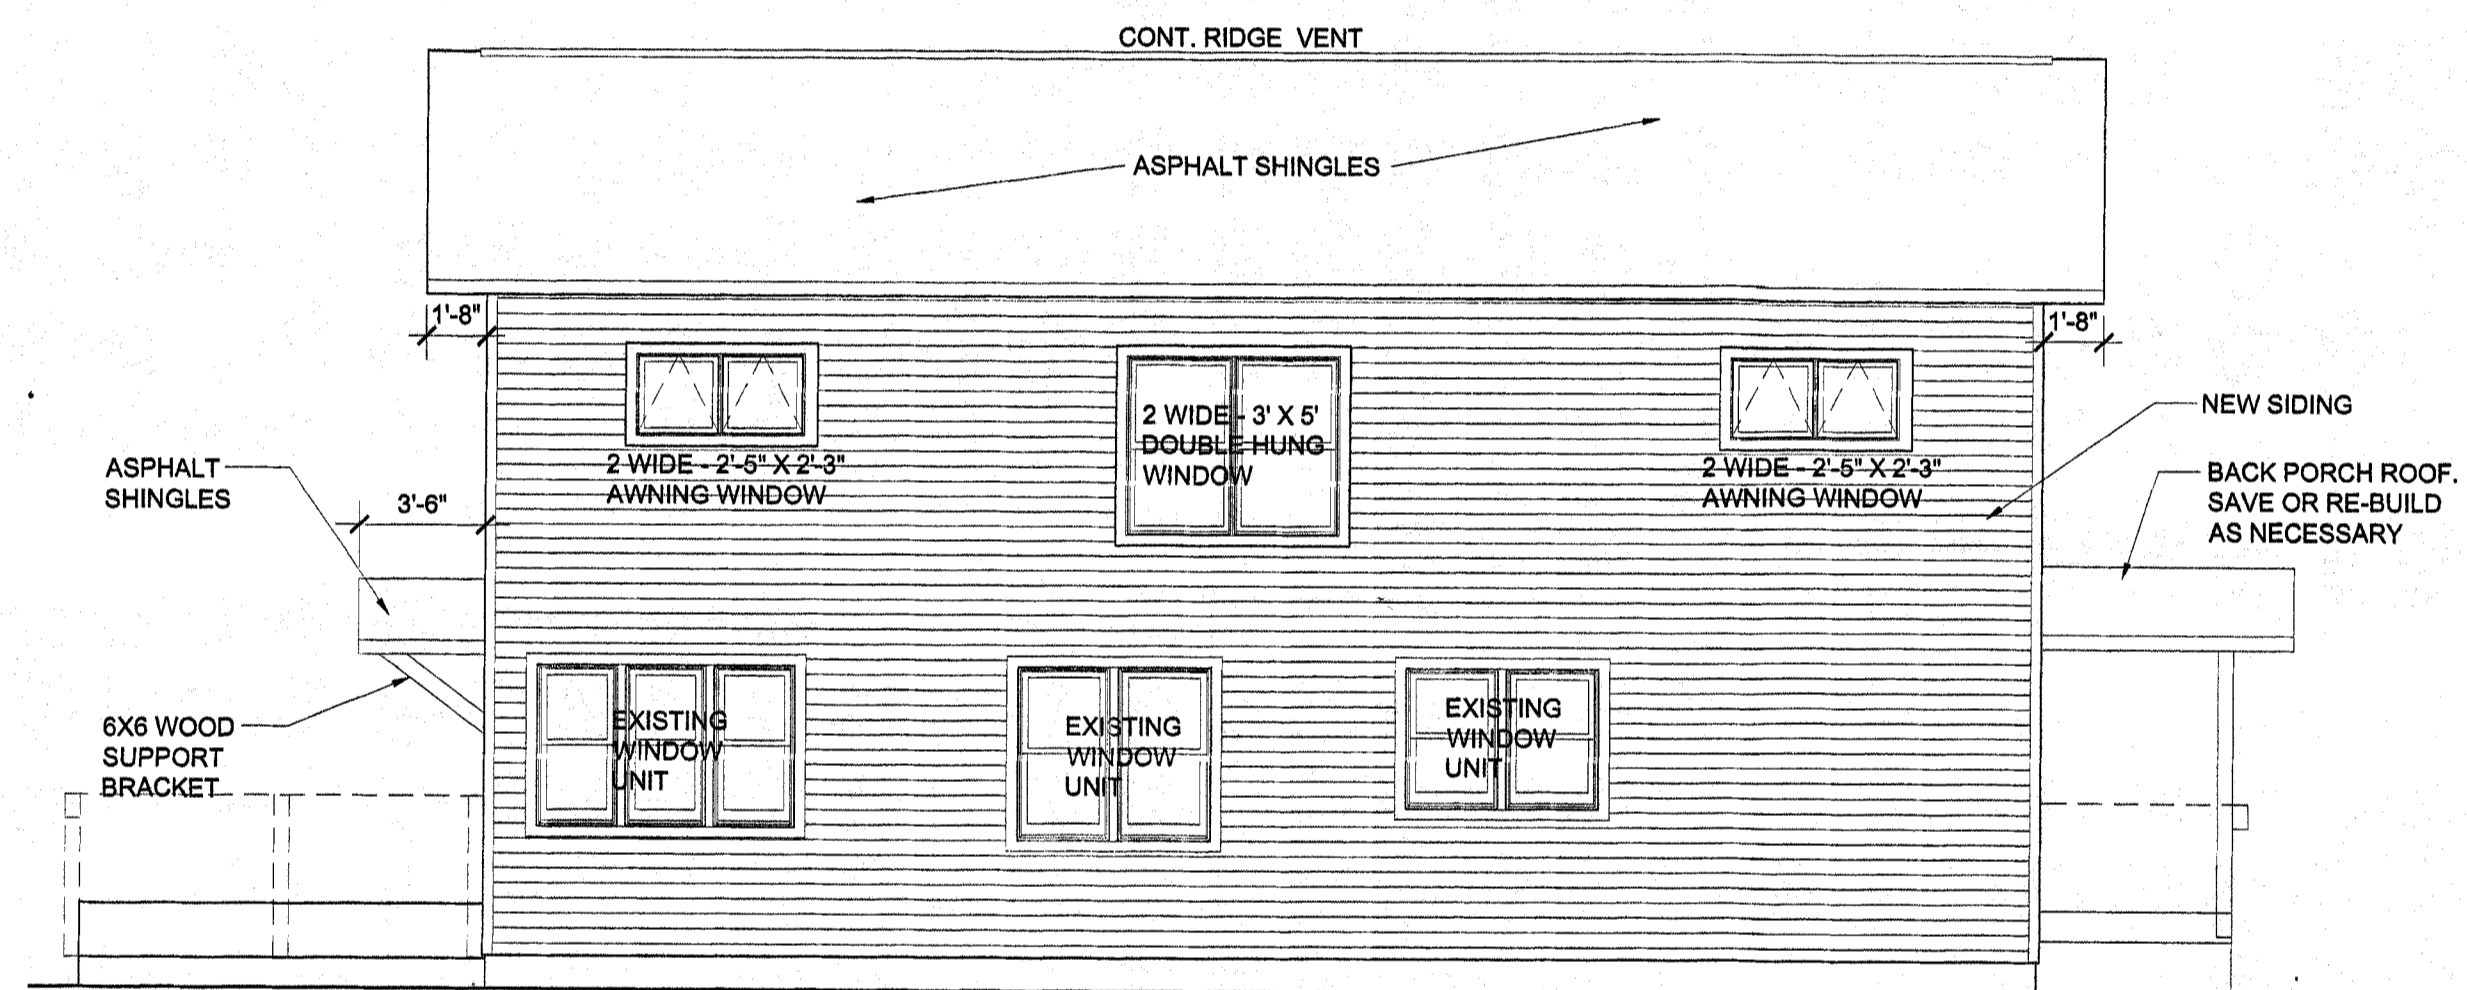 CONT. RIDGE VENT
ASPHALT SHINGLES
1'-8"
1'-8"
2 WIDE - 3' X 5'
DOUBLE HUNG
WINDOW
NEW SIDING
2 WIDE - 2'-5" X 2'-3"
AWNING WINDOW
2 WIDE - 2'-5" X 2'-3"
AWNING WINDOW
ASPHALT
SHINGLES
3'-6"
BACK PORCH ROOF.
SAVE OR RE-BUILD
AS NECESSARY
6X6 WOOD
SUPPORT
BRACKET
EXISTING
WINDOW
UNIT
EXISTING
WINDOW
UNIT
EXISTING
WINDOW
UNIT